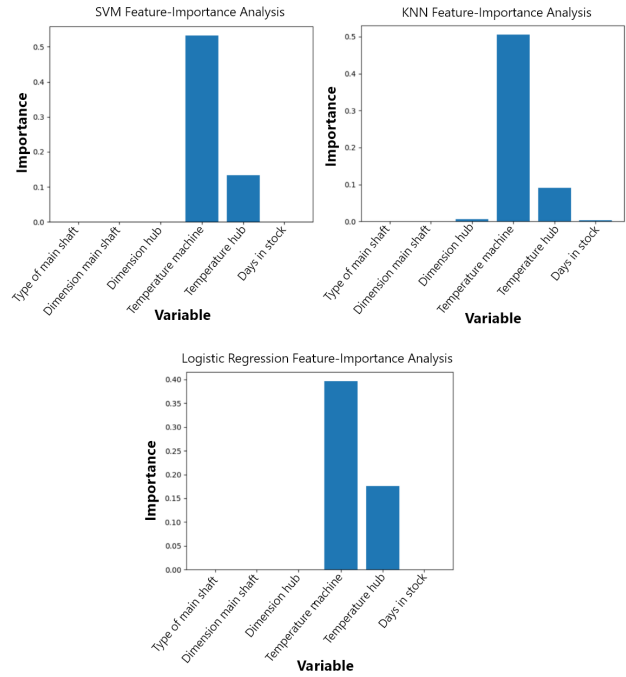 SVM Feature-Importance Analysis
Importance
0.5
0.4
0.3
0.2
0.1
0.0
Type of main shaft
Dimension main shaft
Dimension hub
Temperature machine
Temperature hub
Days in stock
Variable
KNN Feature-Importance Analysis
Importance
0.5
0.4
0.3
0.2
0.1
0.0
Type of main shaft
Dimension main shaft
Dimension hub
Temperature machine
Temperature hub
Days in stock
Variable
Logistic Regression Feature-Importance Analysis
Importance
0.40
0.35
0.30
0.25
0.20
0.15
0.10
0.05
0.00
Type of main shaft
Dimension main shaft
Dimension hub
Temperature machine
Temperature hub
Days in stock
Variable